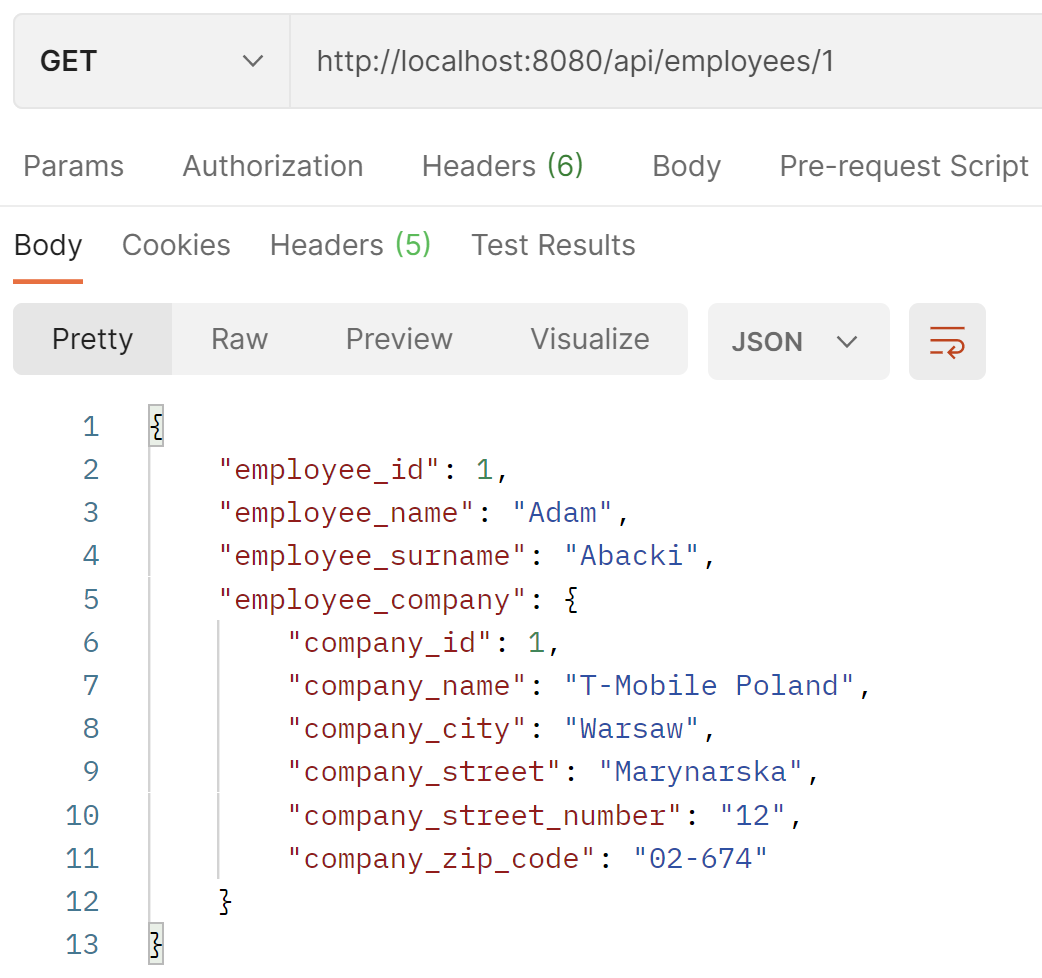 GET http://localhost:8080/api/employees/1
Params Authorization Headers (6) Body Pre-request Script
Body Cookies Headers (5) Test Results
Pretty Raw Preview Visualize JSON
1 {
2 "employee_id": 1,
3 "employee_name": "Adam",
4 "employee_surname": "Abacki",
5 "employee_company": {
6 "company_id": 1,
7 "company_name": "T-Mobile Poland",
8 "company_city": "Warsaw",
9 "company_street": "Marynarska",
10 "company_street_number": "12",
11 "company_zip_code": "02-674"
12 }
13 }